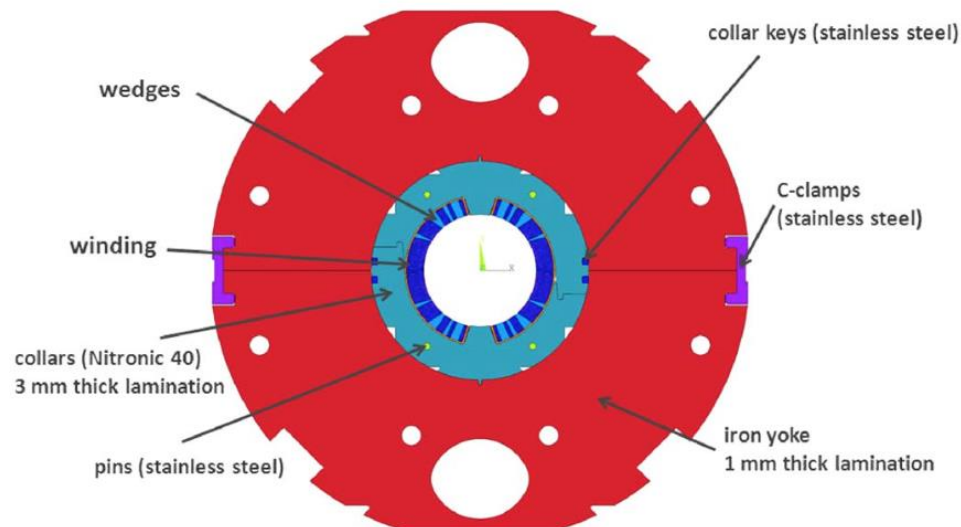 collar keys (stainless steel)
wedges
C-clamps
(stainless steel)
winding
X
collars (Nitronic 40)
3 mm thick lamination
iron yoke
1 mm thick lamination
pins (stainless steel)